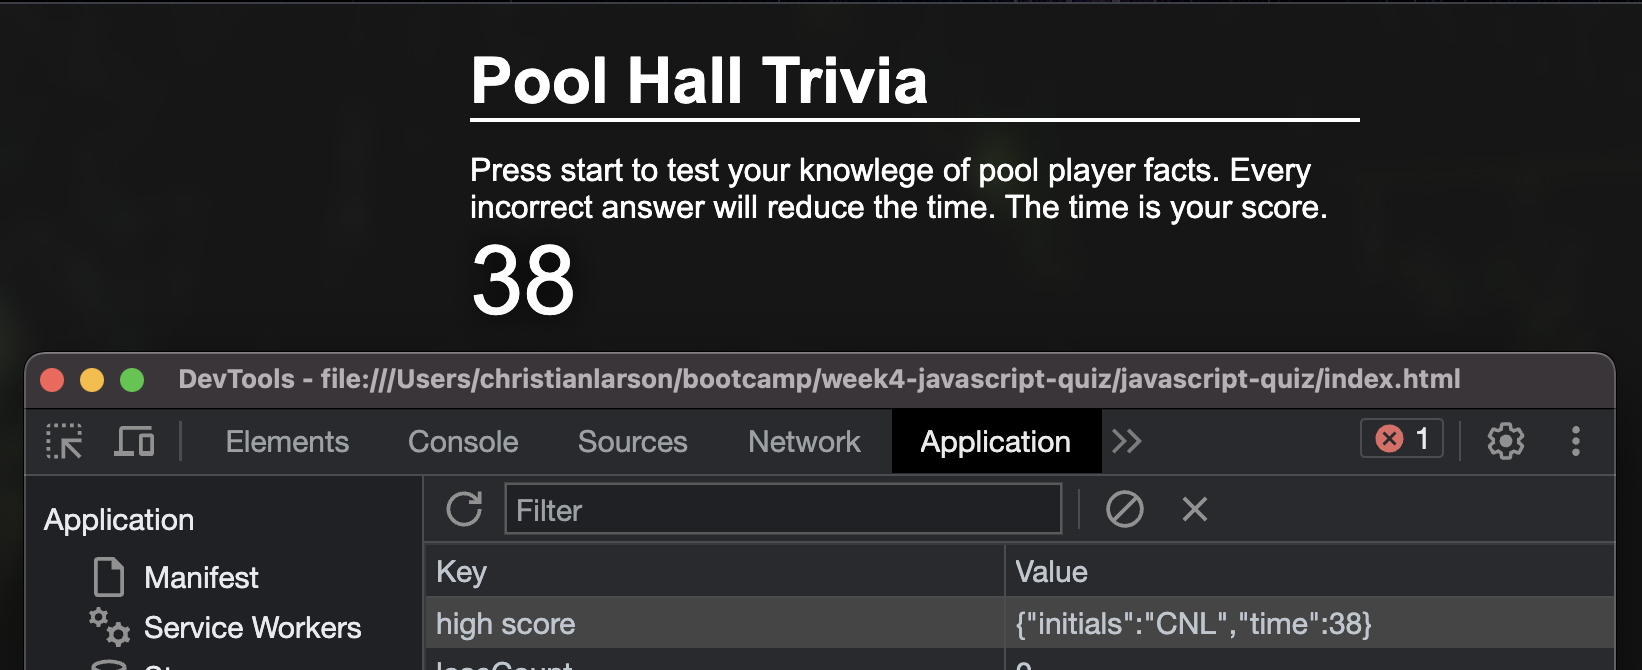 Pool Hall Trivia
Press start to test your knowlege of pool player facts. Every
incorrect answer will reduce the time. The time is your score.
38
DevTools - file:///Users/christianlarson/bootcamp/week4-javascript-quiz/javascript-quiz/index.html
Elements Console Sources Network Application 1
Application
Filter
Manifest
Service Workers
Key Value
high score {"initials":"CNL","time":38}